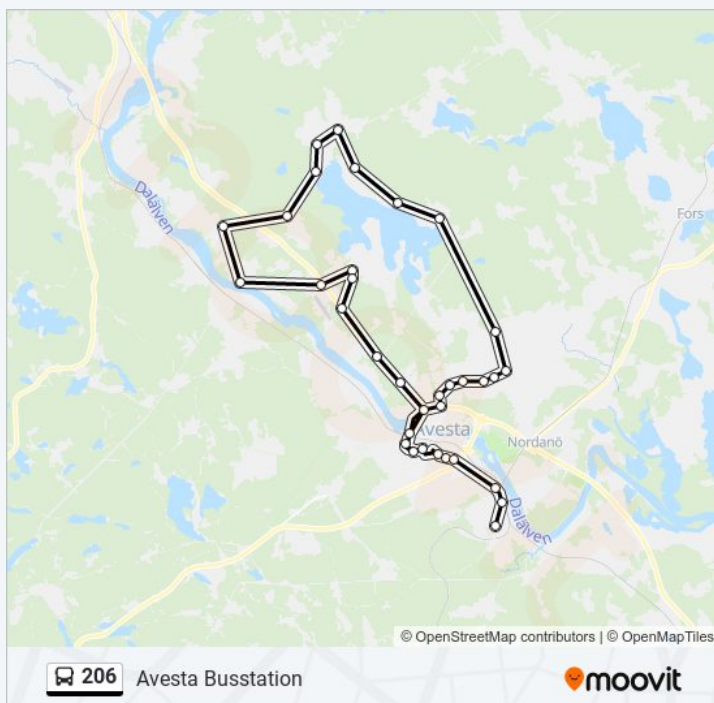 Dalälven
Fors
Avesta
Nordanö
Dalälven
© OpenStreetMap contributors | © OpenMapTiles
206 Avesta Busstation
moovit